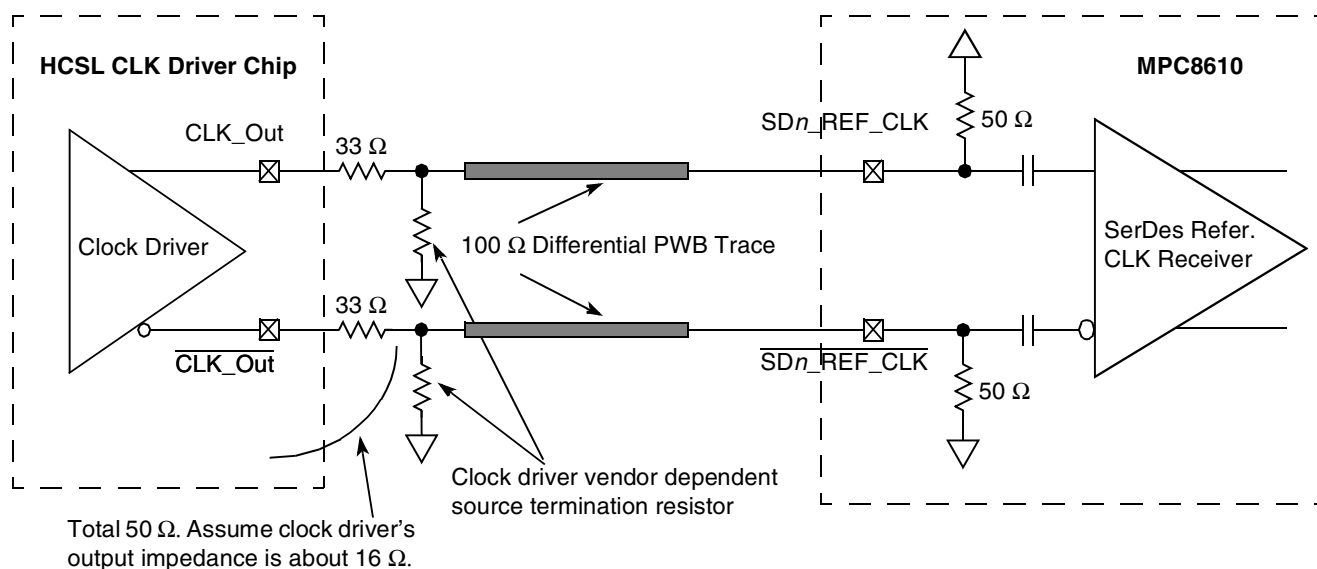 HCSL CLK Driver Chip
MPC8610
CLK_Out
33 Ω
SDn_REF_CLK
50 Ω
Clock Driver
100 Ω Differential PWB Trace
SerDes Refer.
CLK Receiver
33 Ω
CLK_Out
SDn_REF_CLK
50 Ω
Clock driver vendor dependent
source termination resistor
Total 50 Ω. Assume clock driver's
output impedance is about 16 Ω.